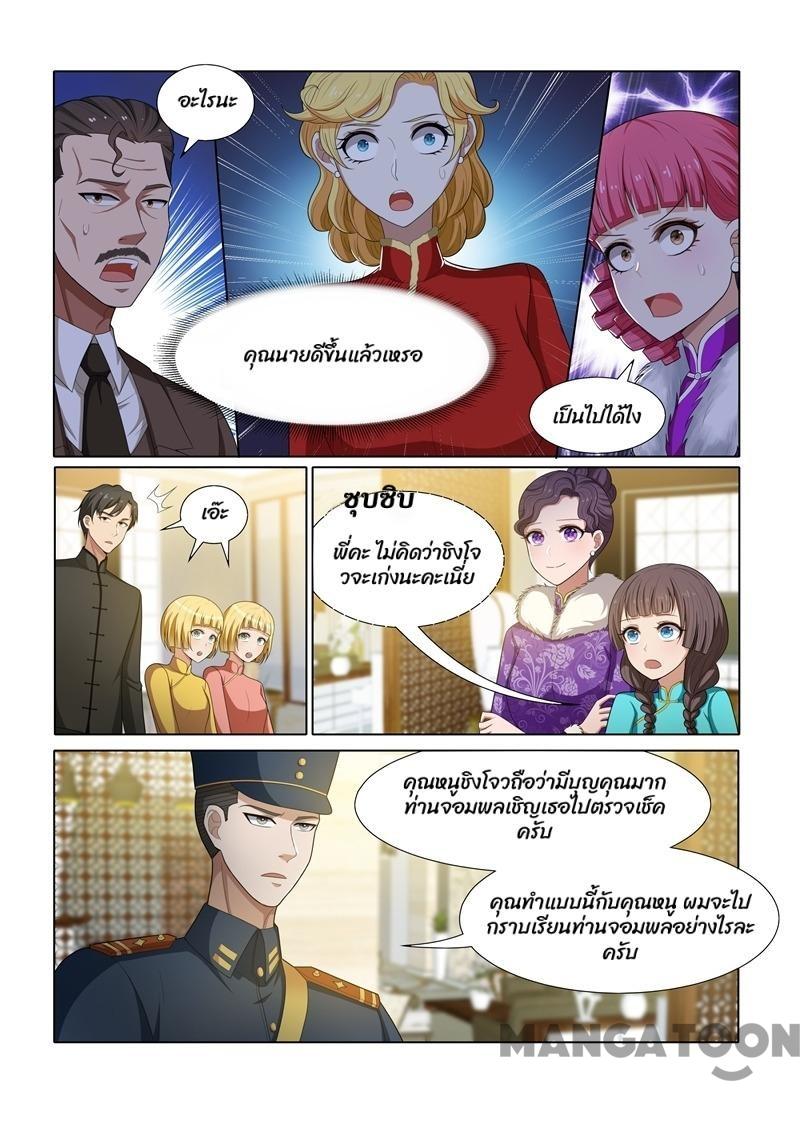 อะไรนะ
คุณนายดีขึ้นแล้วเหรอ
เป็นไปได้ไง
เอ๊ะ
ซุบซิบ
พี่คะ ไม่คิดว่าชิงโจ
วจะเก่งนะคะเนี่ย
คุณหนูชิงโจวถือว่ามีบุญคุณมาก
ท่านจอมพลเชิญเธอไปตรวจเช็ค
ครับ
คุณทำแบบนี้กับคุณหนู ผมจะไป
กราบเรียนท่านจอมพลอย่างไรละ
ครับ
MANGATOON